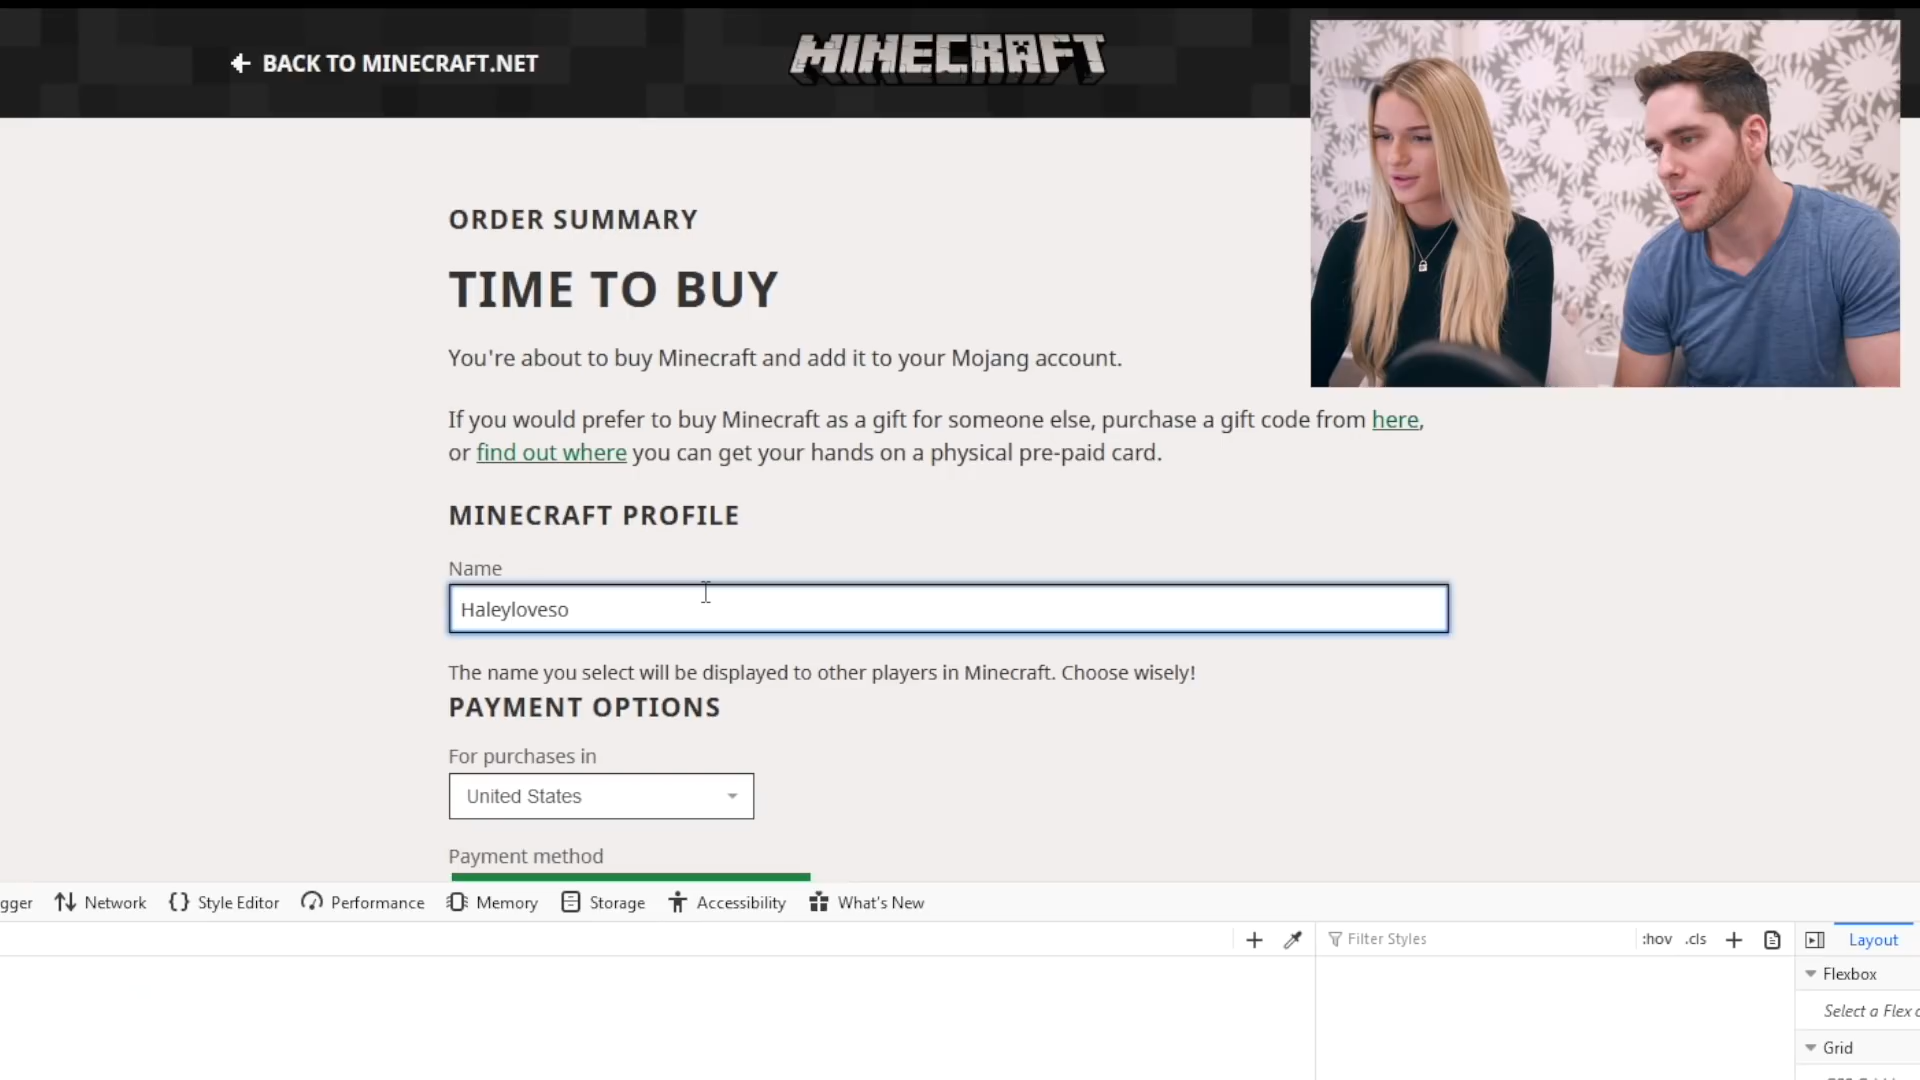 BACK TO MINECRAFT.NET
MINECRAFT
ORDER SUMMARY
TIME TO BUY
You're about to buy Minecraft and add it to your Mojang account.
If you would prefer to buy Minecraft as a gift for someone else, purchase a gift code from here,
or find out where you can get your hands on a physical pre-paid card.
MINECRAFT PROFILE
Name
Haleyloveso
The name you select will be displayed to other players in Minecraft. Choose wisely!
PAYMENT OPTIONS
For purchases in
United States
Payment method
gger Network {} Style Editor Performance Memory Storage Accessibility What's New
+ Filter Styles :hov .cls + Layout
Flexbox
Select a Flex
Grid